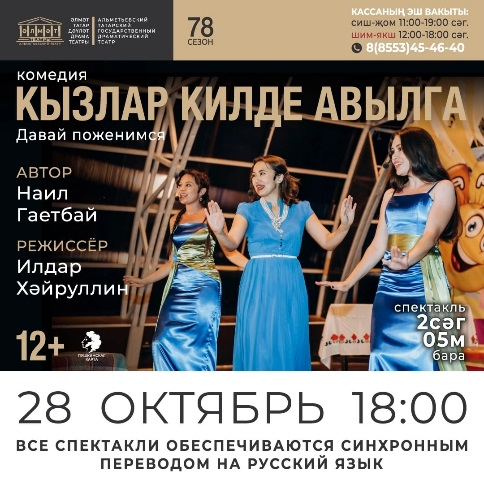 ӘЛМӘТ
ТАТАР
ДӘҮЛӘТ
ДРАМА
ТЕАТРЫ
АЛЬМЕТЬЕВСКИЙ
ТАТАРСКИЙ
ГОСУДАРСТВЕННЫЙ
ДРАМАТИЧЕСКИЙ
ТЕАТР
78
СЕЗОН
КАССАНЫҢ ЭШ ВАКЫТЫ:
СИШ-ҖОМ 11:00-19:00 СӘГ.
ШИМ-ЯКШ 12:00-18:00 СӘГ.
8(8553)45-46-40
комедия
КЫЗЛАР КИЛДЕ АВЫЛГА
Давай поженимся
АВТОР
Наил
Гаетбай
РЕЖИССЁР
Илдар
Хәйруллин
спектакль
2сәг
05м
бара
12+
ПУШКИНСКАЯ
КАРТА
28 ОКТЯБРЬ 18:00
ВСЕ СПЕКТАКЛИ ОБЕСПЕЧИВАЮТСЯ СИНХРОННЫМ
ПЕРЕВОДОМ НА РУССКИЙ ЯЗЫК